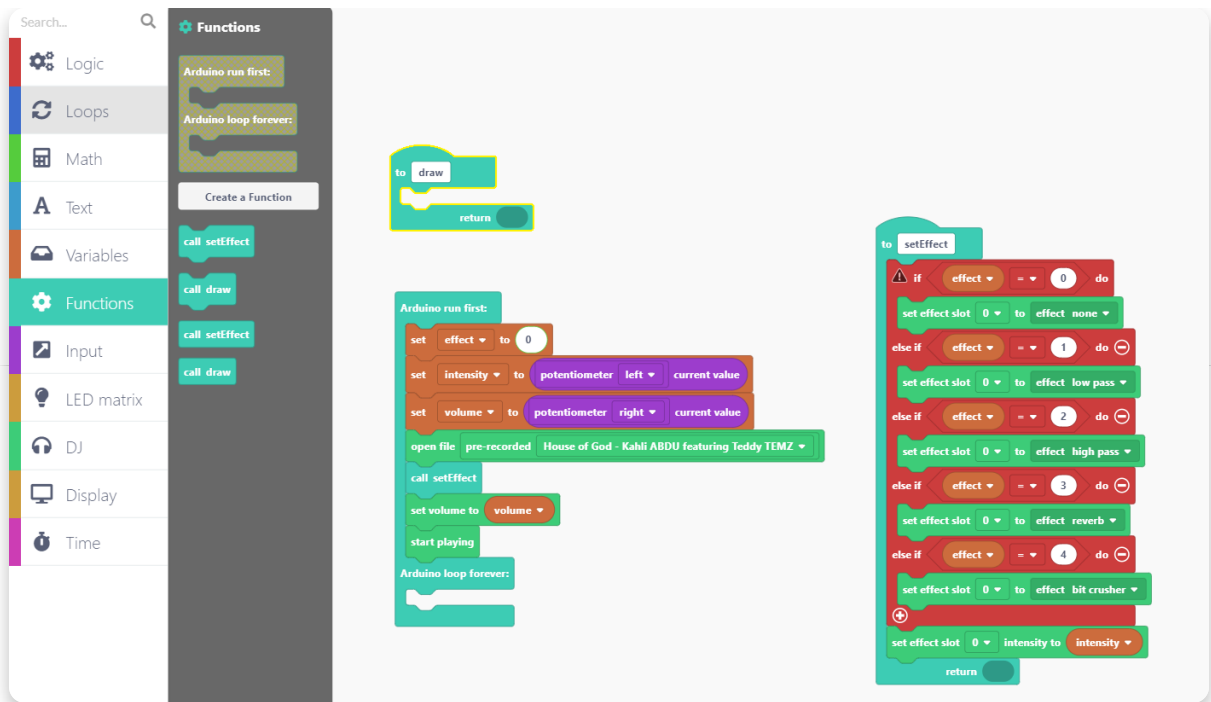 Search...
Logic
Loops
Math
Text
Variables
Functions
Input
LED matrix
DJ
Display
Time
Functions
Arduino run first:
Arduino loop forever:
Create a Function
call setEffect
call draw
call setEffect
call draw
to draw
return
Arduino run first:
set effect to 0
set intensity to potentiometer left current value
set volume to potentiometer right current value
open file pre-recorded House of God - Kahli ABDU featuring Teddy TEMZ
call setEffect
set volume to volume
start playing
Arduino loop forever:
to setEffect
if effect = 0 do
set effect slot 0 to effect none
else if effect = 1 do
set effect slot 0 to effect low pass
else if effect = 2 do
set effect slot 0 to effect high pass
else if effect = 3 do
set effect slot 0 to effect reverb
else if effect = 4 do
set effect slot 0 to effect bit crusher
set effect slot 0 intensity to intensity
return